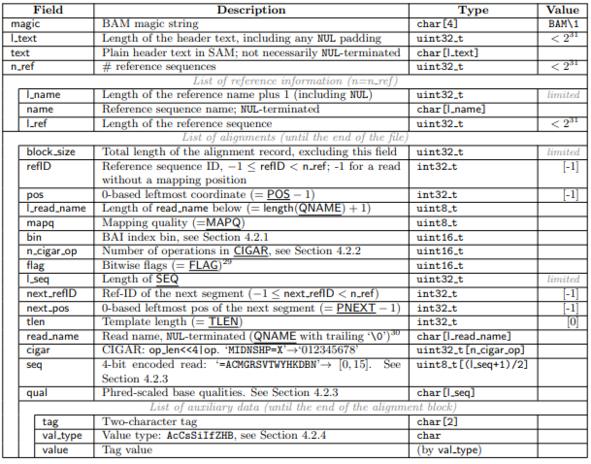 Field Description Type Value
magic BAM magic string char[4] BAM\1
l_text Length of the header text, including any NUL padding uint32_t < 2³¹
text Plain header text in SAM; not necessarily NUL-terminated char[l_text]
n_ref # reference sequences uint32_t < 2³¹
List of reference information (n=n_ref)
l_name Length of the reference name plus 1 (including NUL) uint32_t limited
name Reference sequence name; NUL-terminated char[l_name]
l_ref Length of the reference sequence uint32_t < 2³¹
List of alignments (until the end of the file)
block_size Total length of the alignment record, excluding this field uint32_t limited
refID Reference sequence ID, −1 ≤ refID < n_ref; -1 for a read int32_t [-1]
without a mapping position
pos 0-based leftmost coordinate (= POS − 1) int32_t [-1]
l_read_name Length of read_name below (= length(QNAME) + 1) uint8_t
mapq Mapping quality (=MAPQ) uint8_t
bin BAI index bin, see Section 4.2.1 uint16_t
n_cigar_op Number of operations in CIGAR, see Section 4.2.2 uint16_t
flag Bitwise flags (= FLAG)²⁹ uint16_t
l_seq Length of SEQ uint32_t limited
next_refID Ref-ID of the next segment (−1 ≤ next_refID < n_ref) int32_t [-1]
next_pos 0-based leftmost pos of the next segment (= PNEXT − 1) int32_t [-1]
tlen Template length (= TLEN) int32_t [0]
read_name Read name, NUL-terminated (QNAME with trailing ‘\0’)³⁰ char[l_read_name]
cigar CIGAR: op_len<<4|op. ‘MIDNSHP=X’→‘012345678’ uint32_t[n_cigar_op]
seq 4-bit encoded read: ‘=ACMGRSVTWYHKDBN’→ [0, 15]. See uint8_t[(l_seq+1)/2]
Section 4.2.3
qual Phred-scaled base qualities. See Section 4.2.3 char[l_seq]
List of auxiliary data (until the end of the alignment block)
tag Two-character tag char[2]
val_type Value type: AcCsSiIfZHB, see Section 4.2.4 char
value Tag value (by val_type)